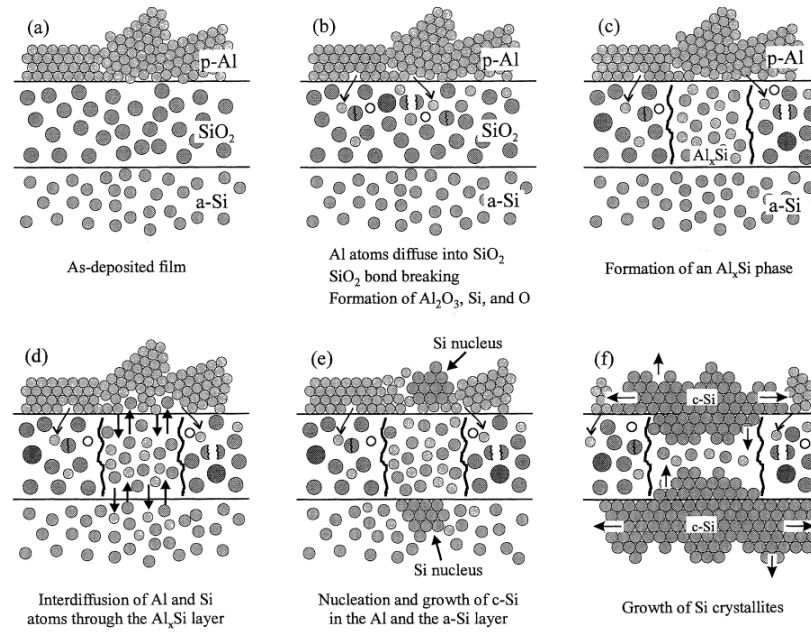 (a)
p-Al
SiO₂
a-Si
As-deposited film
(b)
p-Al
SiO₂
a-Si
Al atoms diffuse into SiO₂
SiO₂ bond breaking
Formation of Al₂O₃, Si, and O
(c)
p-Al
AlₓSi
a-Si
Formation of an AlₓSi phase
(d)
Interdiffusion of Al and Si
atoms through the AlₓSi layer
(e)
Si nucleus
Si nucleus
Nucleation and growth of c-Si
in the Al and the a-Si layer
(f)
c-Si
c-Si
Growth of Si crystallites